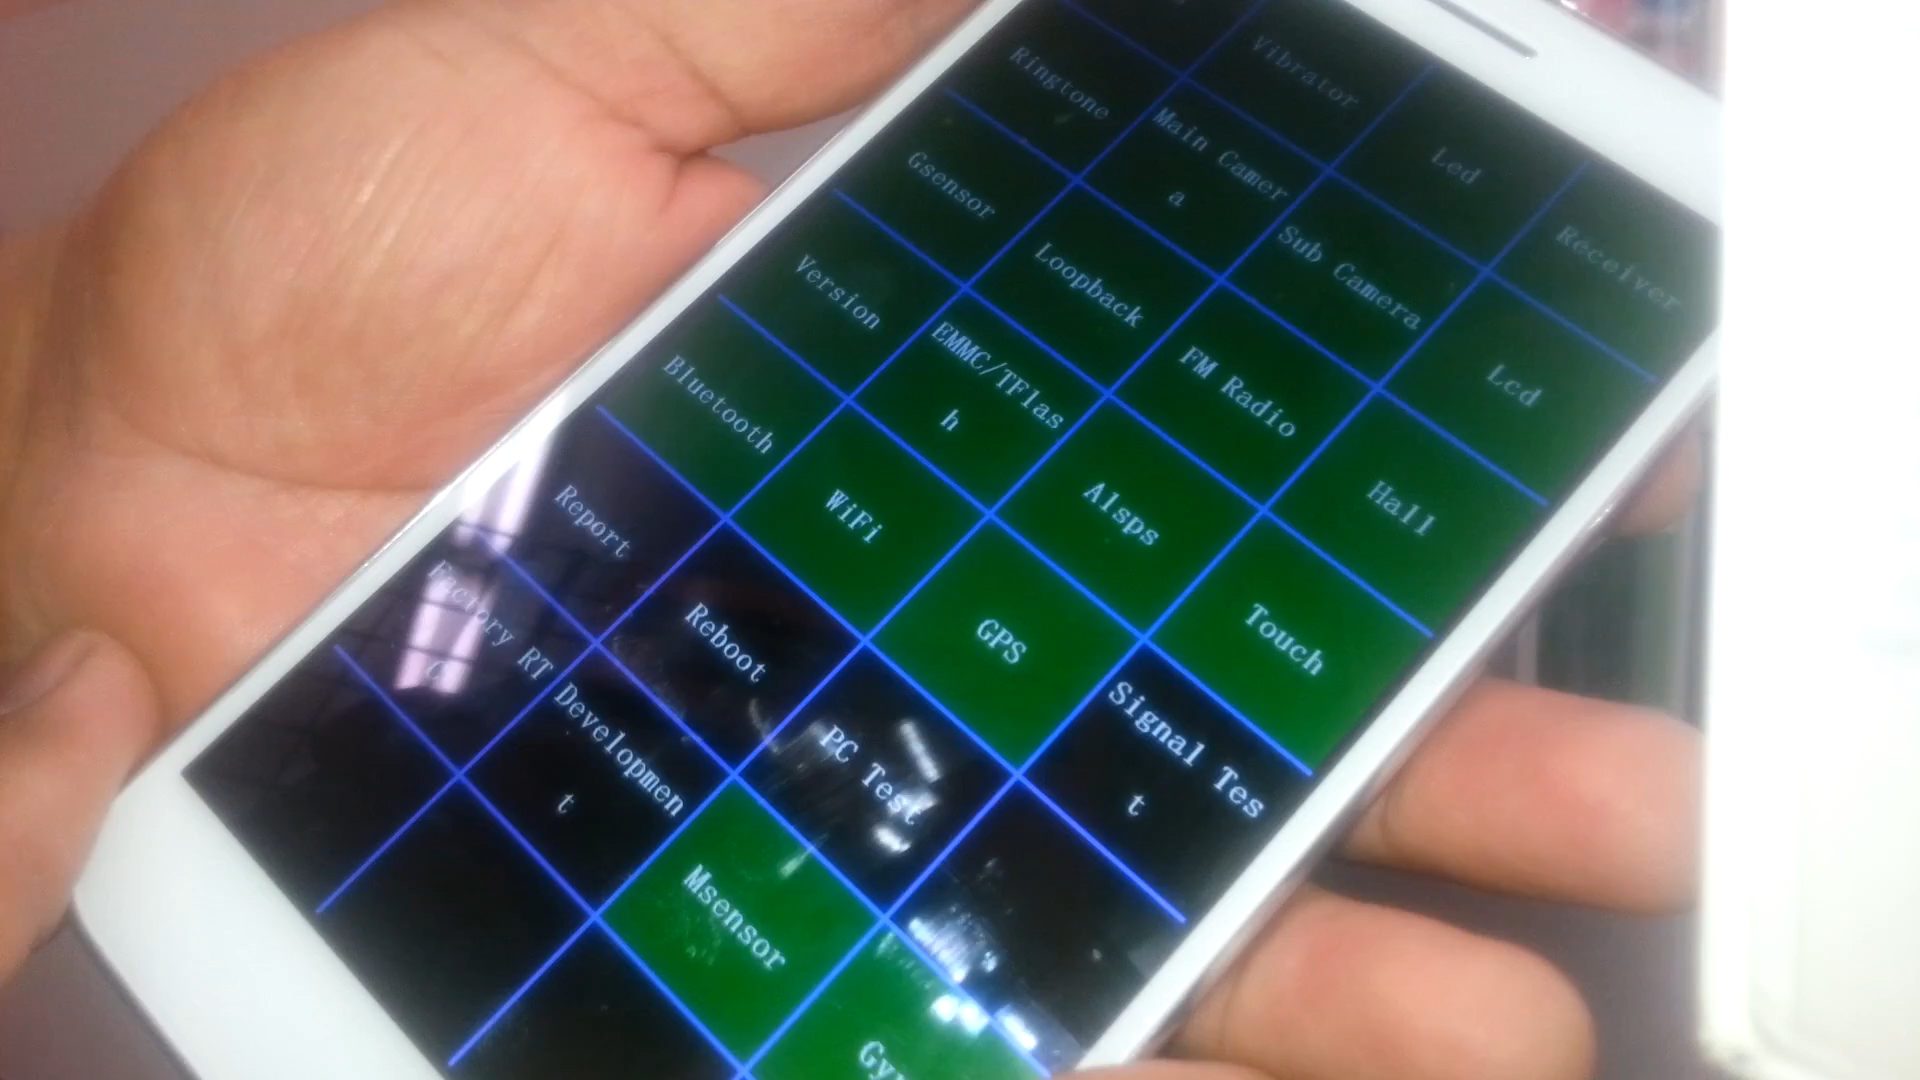 Vibrator
Led
Receiver
Ringtone
Main Camer
a
Sub Camera
Lcd
Gsensor
Loopback
FM Radio
Hall
Version
EMMC/TFlas
h
Alsps
Touch
Bluetooth
WiFi
GPS
Signal Tes
t
Report
Reboot
PC Test
Factory RT
C
Developmen
t
Msensor